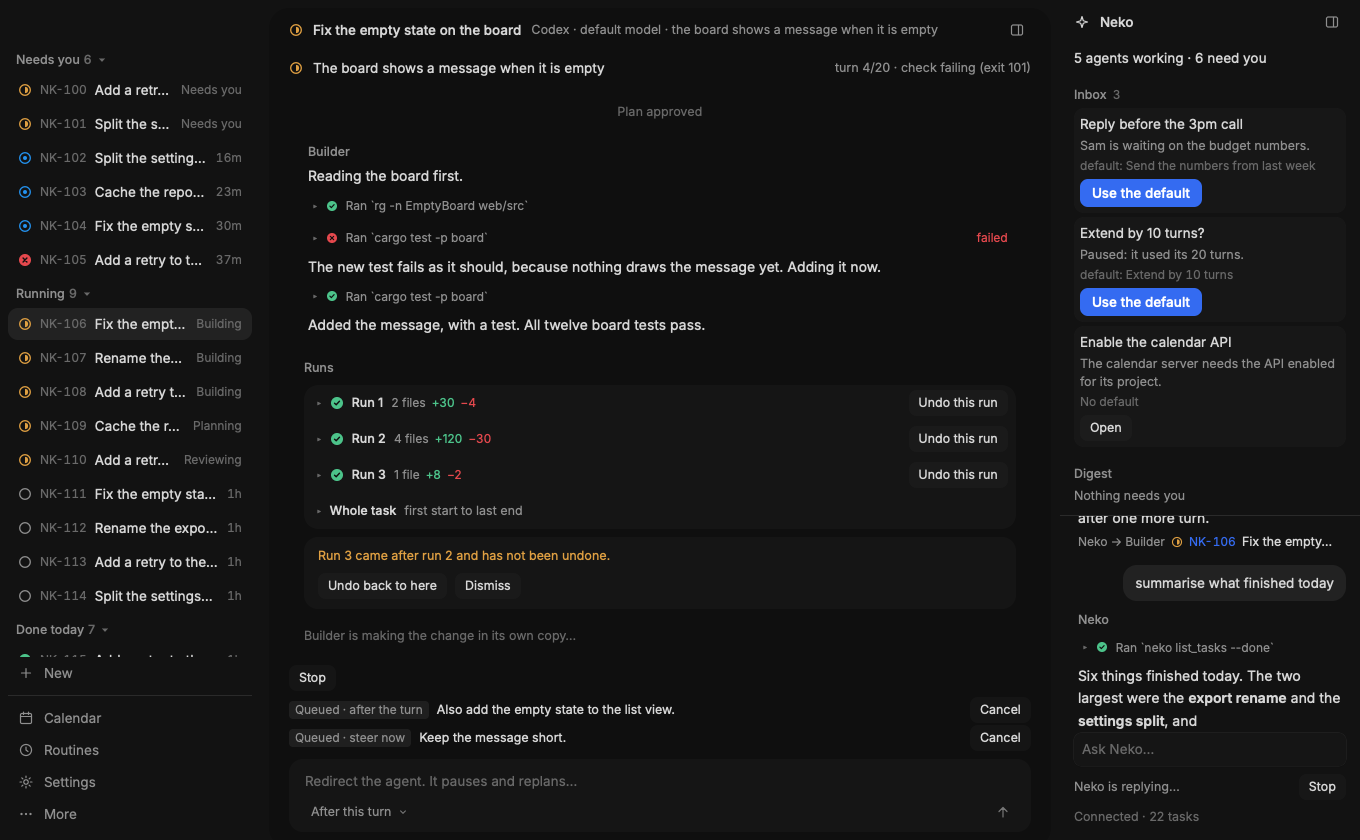 Needs you 6
NK-100 Add a retr... Needs you
NK-101 Split the s... Needs you
NK-102 Split the setting... 16m
NK-103 Cache the repo... 23m
NK-104 Fix the empty s... 30m
NK-105 Add a retry to t... 37m
Running 9
NK-106 Fix the empt... Building
NK-107 Rename the... Building
NK-108 Add a retry t... Building
NK-109 Cache the r... Planning
NK-110 Add a retr... Reviewing
NK-111 Fix the empty sta... 1h
NK-112 Rename the expo... 1h
NK-113 Add a retry to the... 1h
NK-114 Split the settings... 1h
Done today 7
New
Calendar
Routines
Settings
More
Fix the empty state on the board Codex · default model · the board shows a message when it is empty
The board shows a message when it is empty turn 4/20 · check failing (exit 101)
Plan approved
Builder
Reading the board first.
Ran `rg -n EmptyBoard web/src`
Ran `cargo test -p board` failed
The new test fails as it should, because nothing draws the message yet. Adding it now.
Ran `cargo test -p board`
Added the message, with a test. All twelve board tests pass.
Runs
Run 1 2 files +30 −4 Undo this run
Run 2 4 files +120 −30 Undo this run
Run 3 1 file +8 −2 Undo this run
Whole task first start to last end
Run 3 came after run 2 and has not been undone.
Undo back to here Dismiss
Builder is making the change in its own copy...
Stop
Queued · after the turn Also add the empty state to the list view. Cancel
Queued · steer now Keep the message short. Cancel
Redirect the agent. It pauses and replans...
After this turn
Neko
5 agents working · 6 need you
Inbox 3
Reply before the 3pm call
Sam is waiting on the budget numbers.
default: Send the numbers from last week
Use the default
Extend by 10 turns?
Paused: it used its 20 turns.
default: Extend by 10 turns
Use the default
Enable the calendar API
The calendar server needs the API enabled
for its project.
No default
Open
Digest
Nothing needs you
after one more turn.
Neko → Builder NK-106 Fix the empty...
summarise what finished today
Neko
Ran `neko list_tasks --done`
Six things finished today. The two
largest were the export rename and the
settings split, and
Ask Neko...
Neko is replying... Stop
Connected · 22 tasks